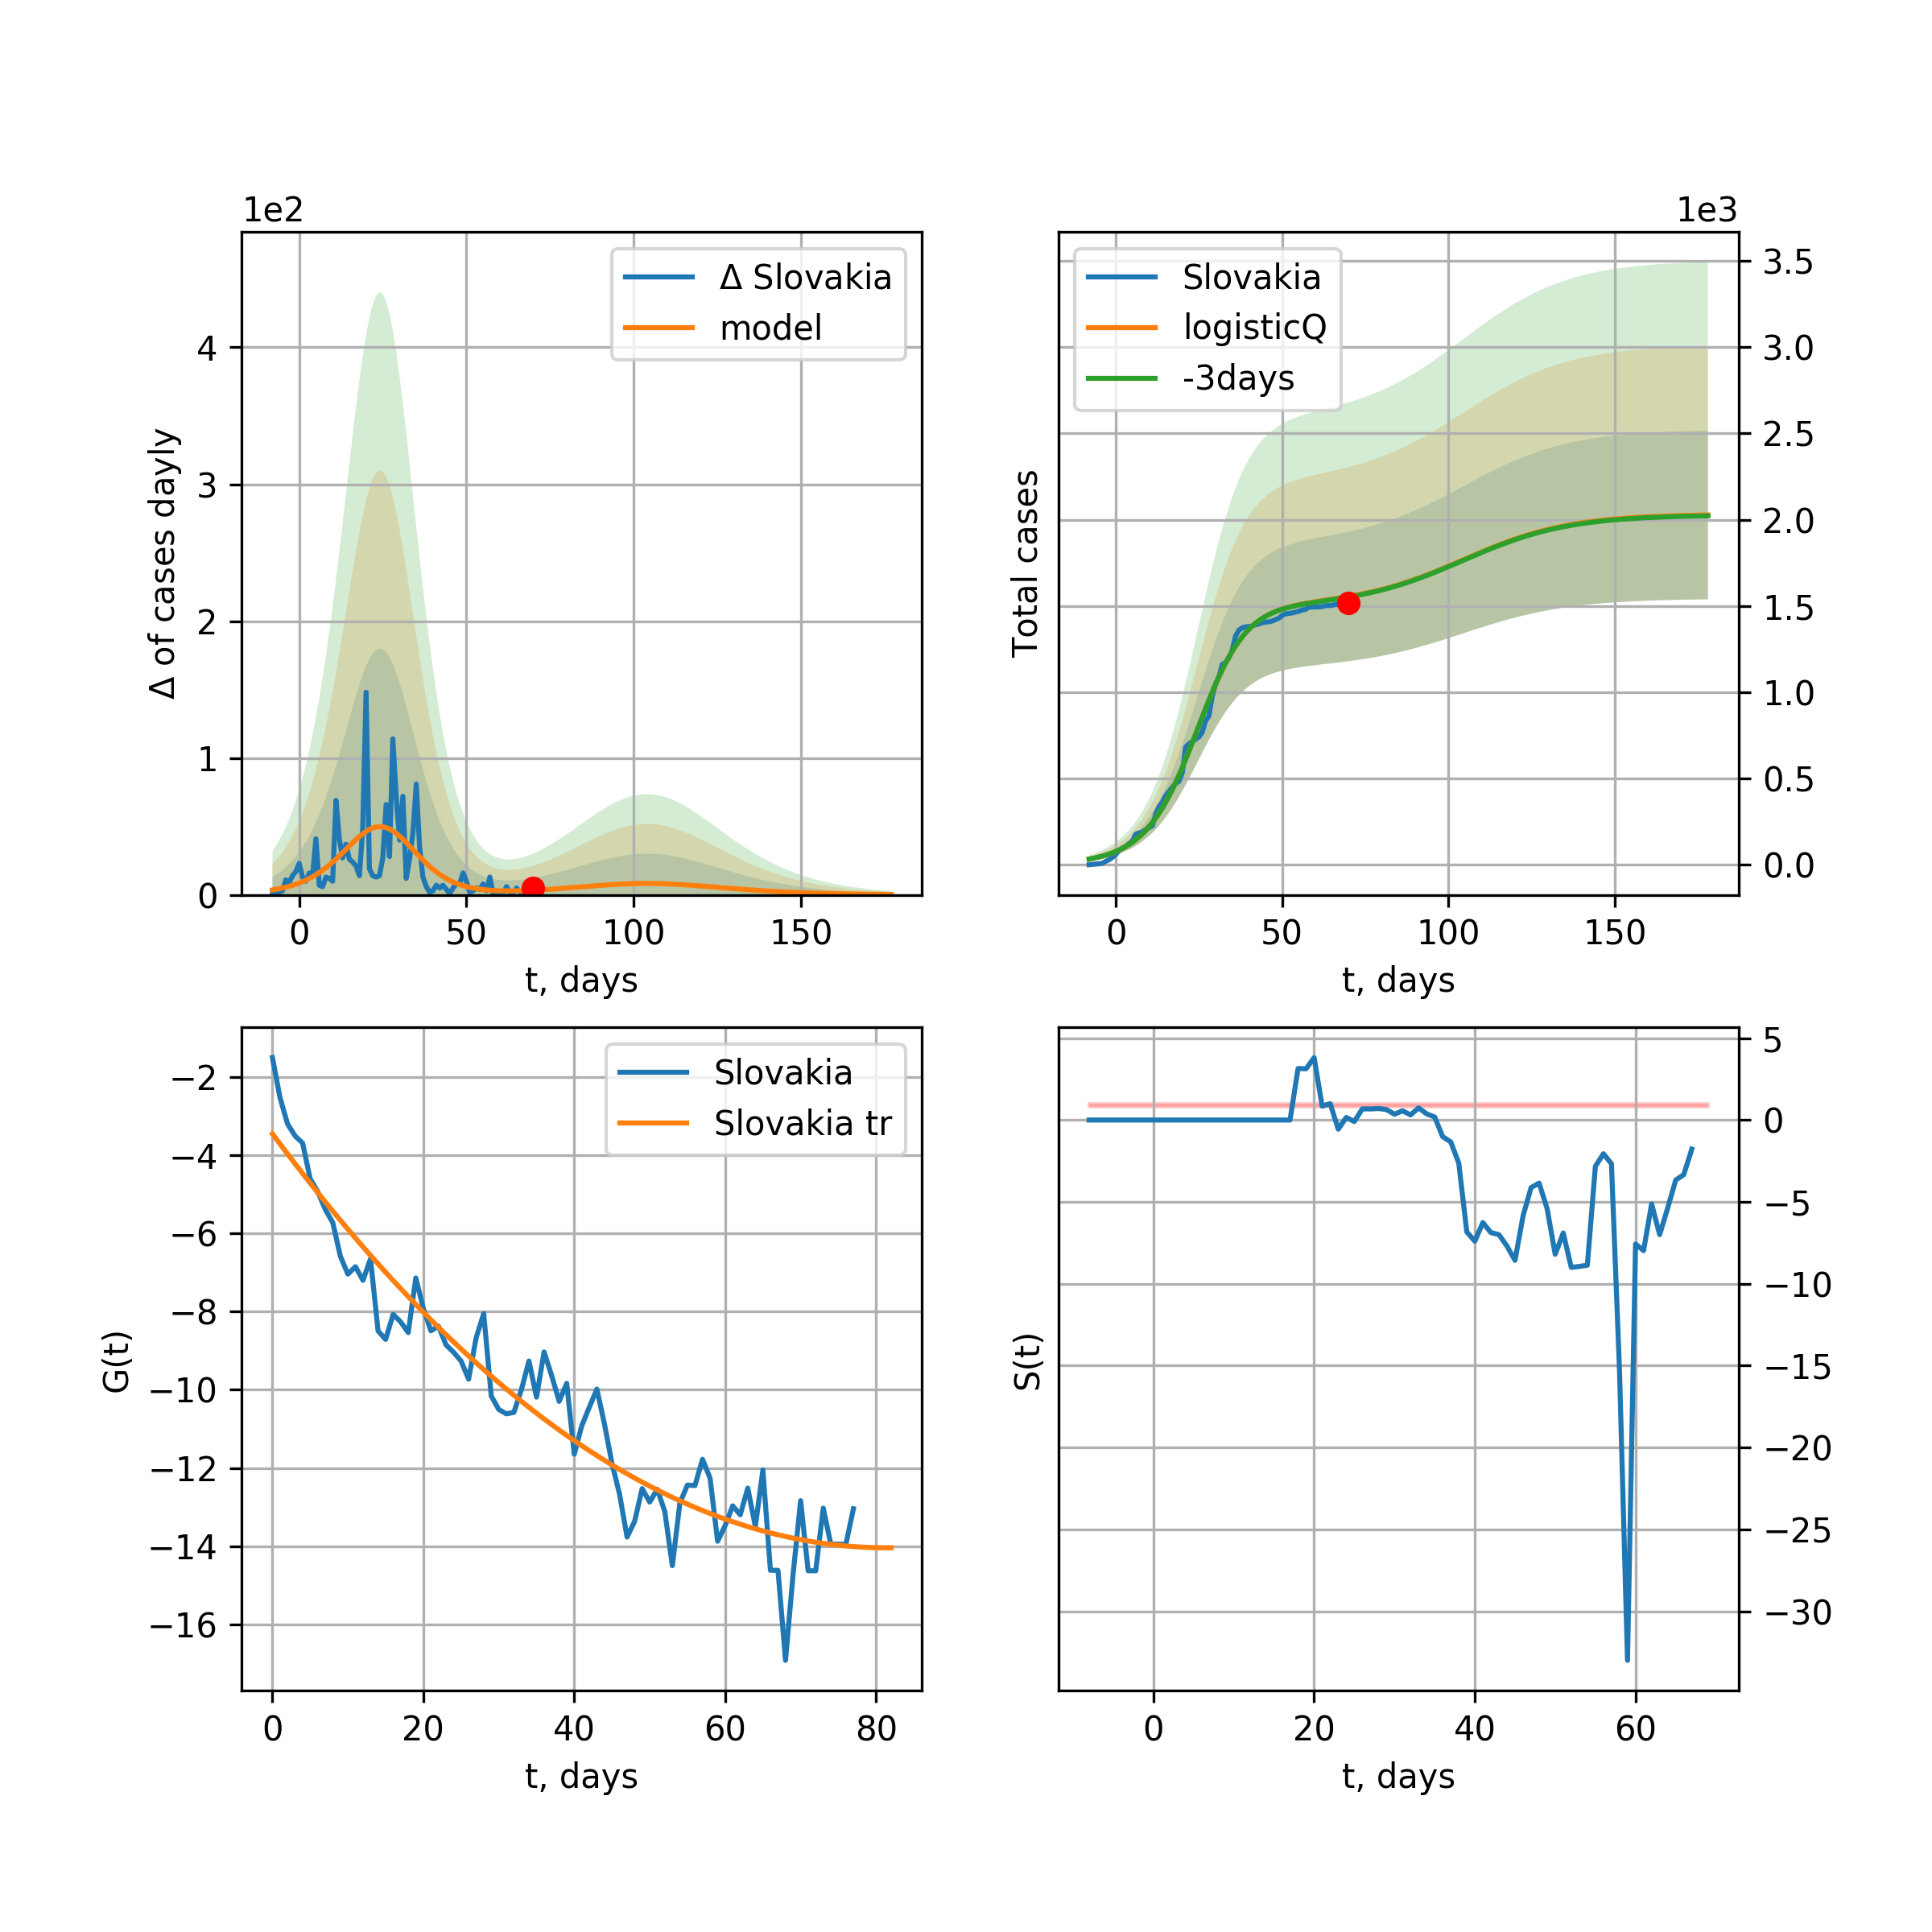 1e2
Δ of cases dayly
4
3
2
1
0
Δ Slovakia
model
0
50
100
150
t, days
1e3
Total cases
Slovakia
logisticQ
-3days
3.5
3.0
2.5
2.0
1.5
1.0
0.5
0.0
0
50
100
150
t, days
G(t)
−2
−4
−6
−8
−10
−12
−14
−16
Slovakia
Slovakia tr
0
20
40
60
80
t, days
S(t)
5
0
−5
−10
−15
−20
−25
−30
0
20
40
60
t, days